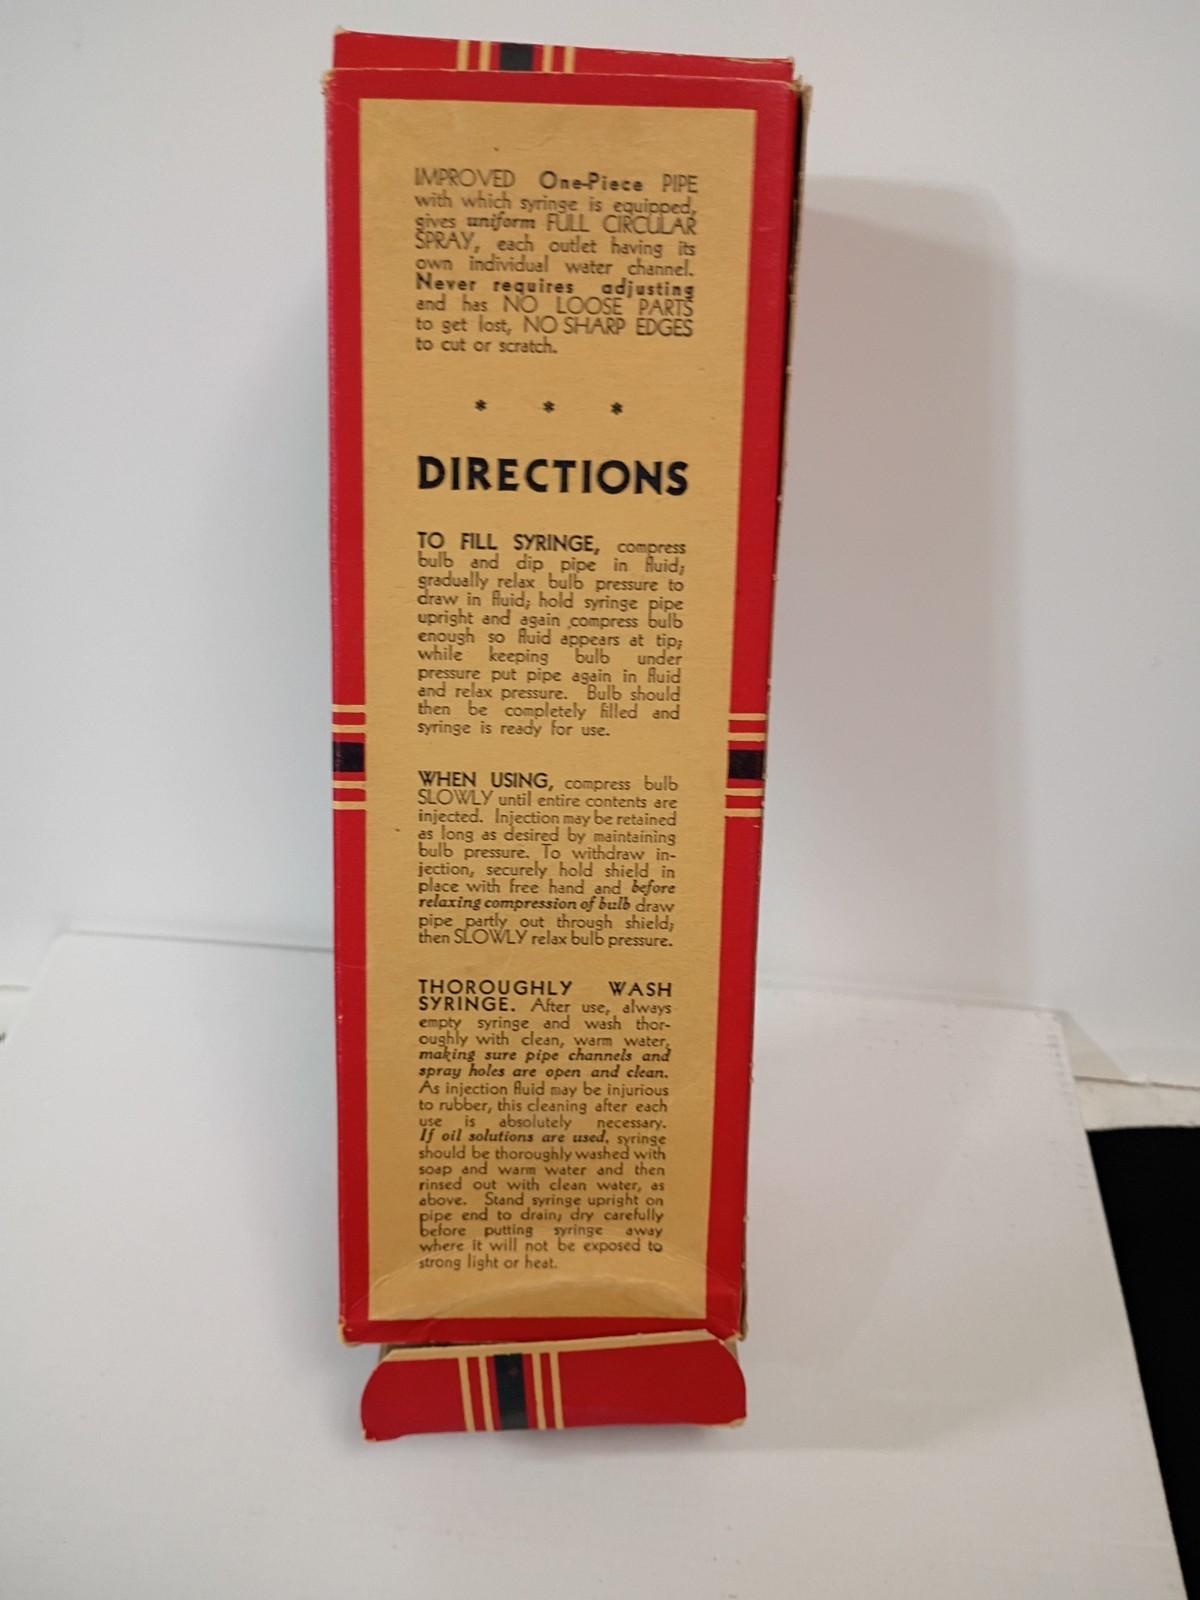 IMPROVED One-Piece PIPE
with which syringe is equipped,
gives uniform FULL CIRCULAR
SPRAY, each outlet having its
own individual water channel.
Never requires adjusting
and has NO LOOSE PARTS
to get lost, NO SHARP EDGES
to cut or scratch.
* * *
DIRECTIONS
TO FILL SYRINGE, compress
bulb and dip pipe in fluid;
gradually relax bulb pressure to
draw in fluid; hold syringe pipe
upright and again compress bulb
enough so fluid appears at tip;
while keeping bulb under
pressure put pipe again in fluid
and relax pressure. Bulb should
then be completely filled and
syringe is ready for use.
WHEN USING, compress bulb
SLOWLY until entire contents are
injected. Injection may be retained
as long as desired by maintaining
bulb pressure. To withdraw in-
jection, securely hold shield in
place with free hand and before
relaxing compression of bulb draw
pipe partly out through shield;
then SLOWLY relax bulb pressure.
THOROUGHLY WASH
SYRINGE. After use, always
empty syringe and wash thor-
oughly with clean, warm water,
making sure pipe channels and
spray holes are open and clean.
As injection fluid may be injurious
to rubber, this cleaning after each
use is absolutely necessary.
If oil solutions are used, syringe
should be thoroughly washed with
soap and warm water and then
rinsed out with clean water, as
above. Stand syringe upright on
pipe end to drain; dry carefully
before putting syringe away
where it will not be exposed to
strong light or heat.